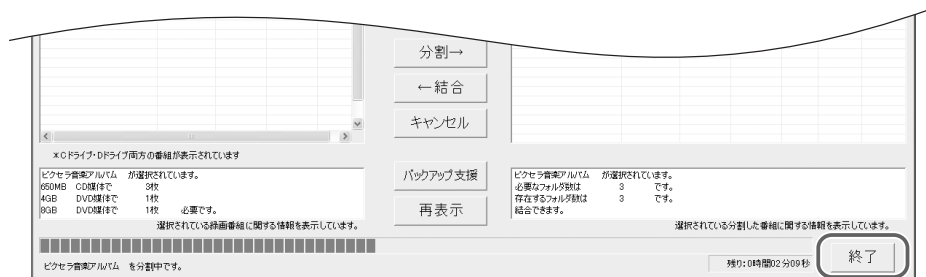 分割→
←結合
キャンセル
＊Cドライブ・Dドライブ両方の番組が表示されています
ピクセラ音楽アルバム が選択されています。
650MB CD媒体で 3枚
4GB DVD媒体で 1枚
8GB DVD媒体で 1枚 必要です。
選択されている録画番組に関する情報を表示しています。
バックアップ支援
再表示
ピクセラ音楽アルバム が選択されています。
必要なフォルダ数は 3 です。
存在するフォルダ数は 3 です。
結合できます。
選択されている分割した番組に関する情報を表示しています。
ピクセラ音楽アルバム を分割中です。
残り:0時間02分09秒
終了